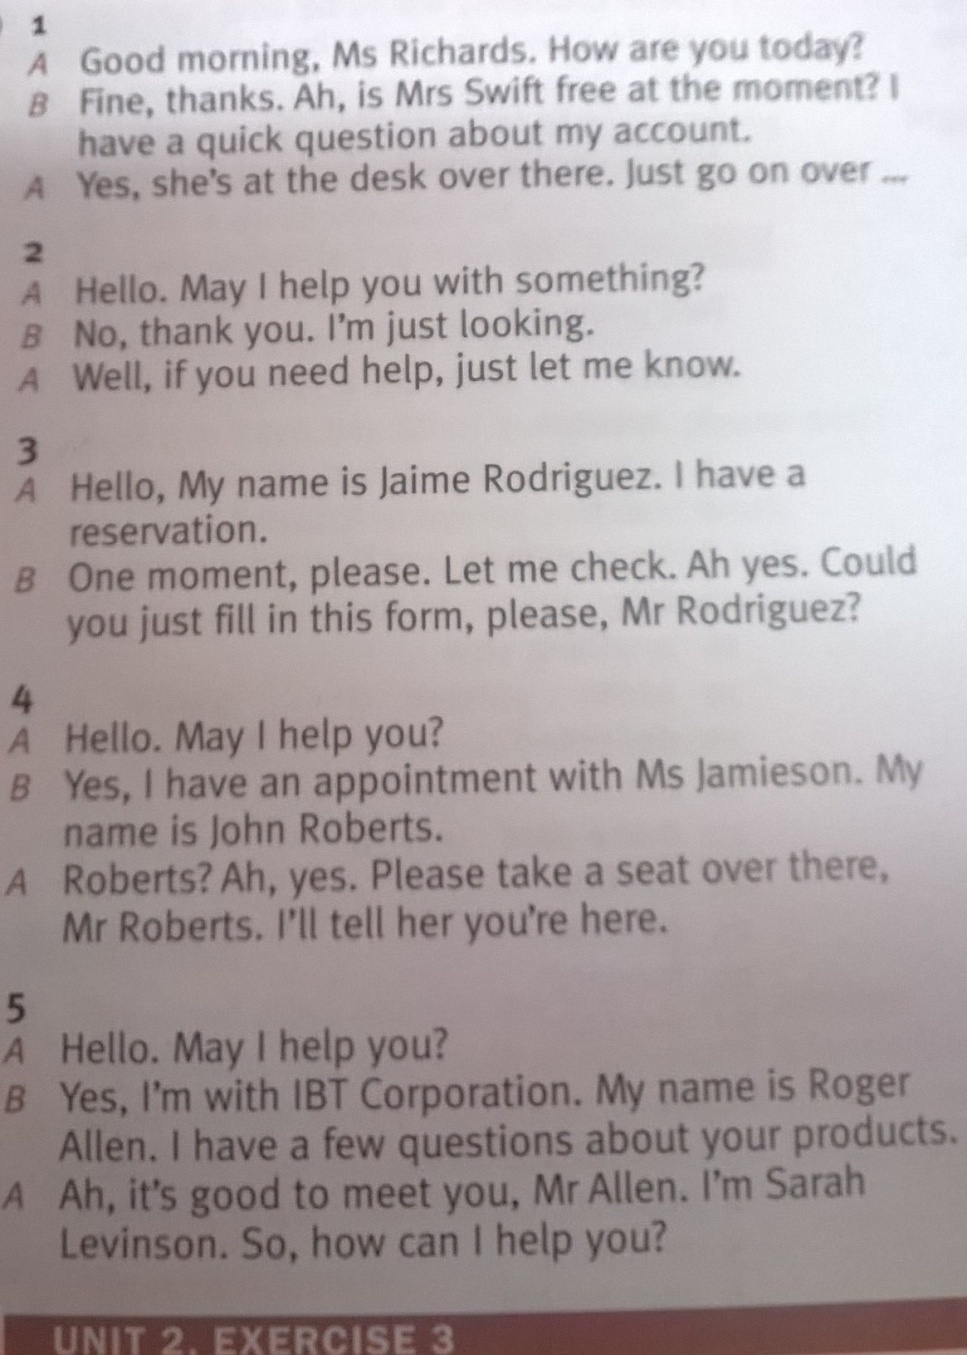 1
A Good morning, Ms Richards. How are you today?
B Fine, thanks. Ah, is Mrs Swift free at the moment? I
have a quick question about my account.
A Yes, she's at the desk over there. Just go on over ...
2
A Hello. May I help you with something?
B No, thank you. I'm just looking.
A Well, if you need help, just let me know.
3
A Hello, My name is Jaime Rodriguez. I have a
reservation.
B One moment, please. Let me check. Ah yes. Could
you just fill in this form, please, Mr Rodriguez?
4
A Hello. May I help you?
B Yes, I have an appointment with Ms Jamieson. My
name is John Roberts.
A Roberts? Ah, yes. Please take a seat over there,
Mr Roberts. I'll tell her you're here.
5
A Hello. May I help you?
B Yes, I'm with IBT Corporation. My name is Roger
Allen. I have a few questions about your products.
A Ah, it's good to meet you, Mr Allen. I'm Sarah
Levinson. So, how can I help you?
UNIT 2, EXERCISE 3